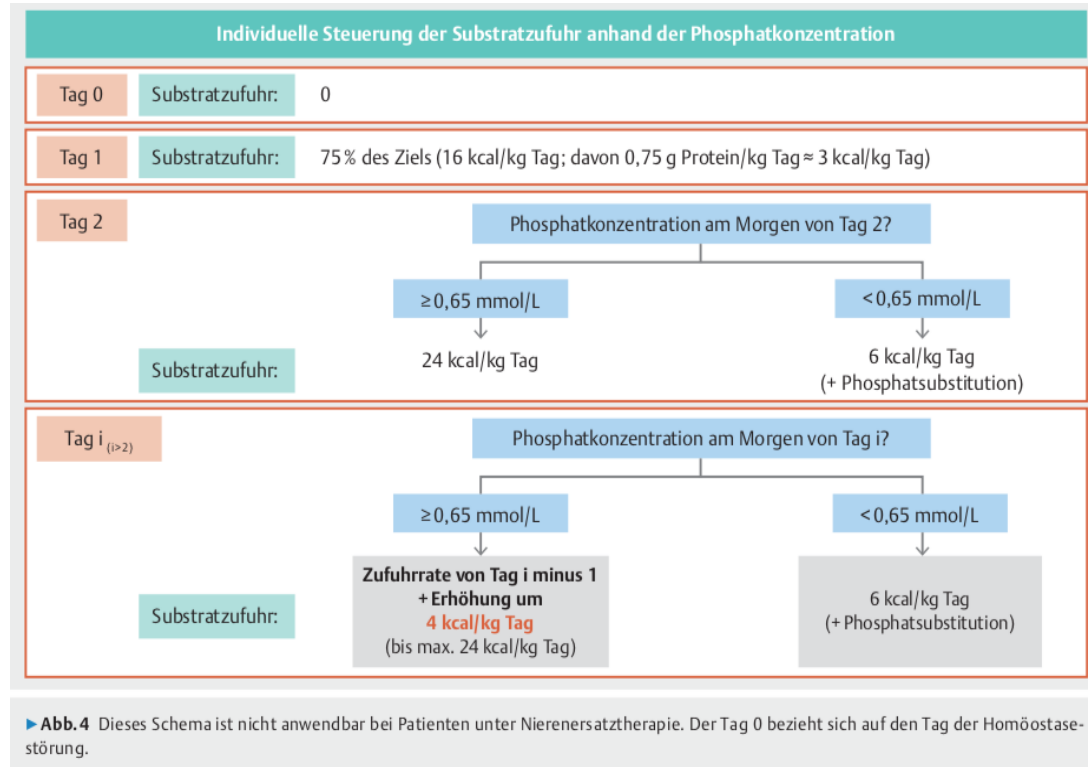 Individuelle Steuerung der Substratzufuhr anhand der Phosphatkonzentration
Tag 0 Substratzufuhr: 0
Tag 1 Substratzufuhr: 75 % des Ziels (16 kcal/kg Tag; davon 0,75 g Protein/kg Tag ≈ 3 kcal/kg Tag)
Tag 2
Phosphatkonzentration am Morgen von Tag 2?
≥ 0,65 mmol/L < 0,65 mmol/L
Substratzufuhr: 24 kcal/kg Tag 6 kcal/kg Tag
(+ Phosphatsubstitution)
Tag i (i>2)
Phosphatkonzentration am Morgen von Tag i?
≥ 0,65 mmol/L < 0,65 mmol/L
Substratzufuhr:
Zufuhrrate von Tag i minus 1
+ Erhöhung um
4 kcal/kg Tag
(bis max. 24 kcal/kg Tag)
6 kcal/kg Tag
(+ Phosphatsubstitution)
▶ Abb. 4 Dieses Schema ist nicht anwendbar bei Patienten unter Nierenersatztherapie. Der Tag 0 bezieht sich auf den Tag der Homöostase-
störung.